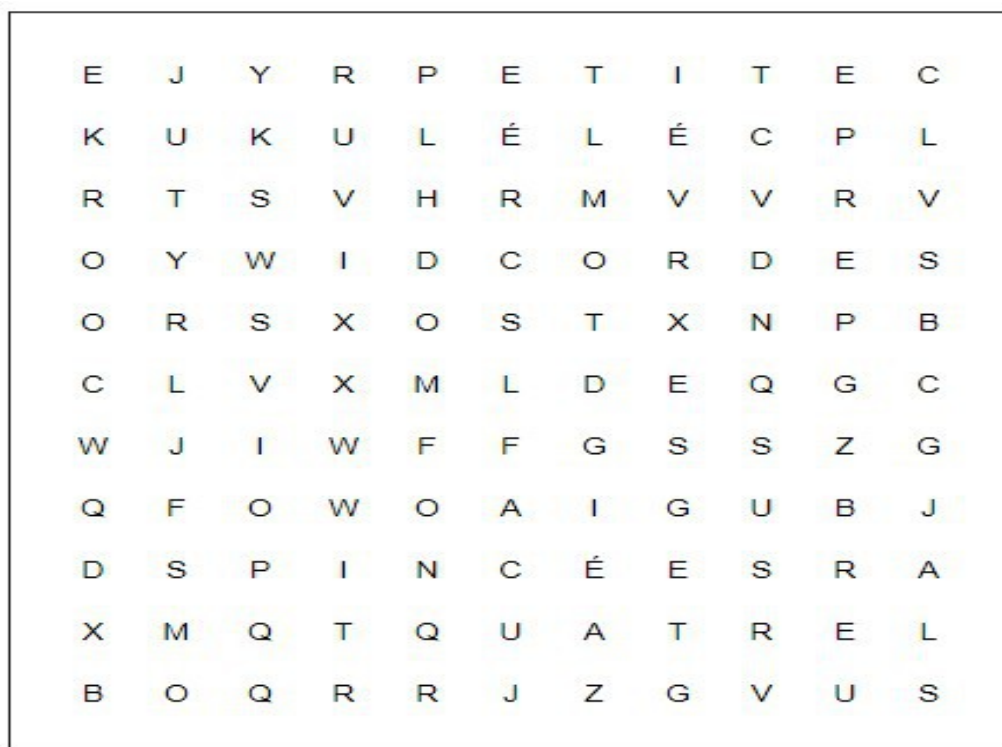 E J Y R P E T I T E C
K U K U L É L É C P L
R T S V H R M V V R V
O Y W I D C O R D E S
O R S X O S T X N P B
C L V X M L D E Q G C
W J I W F F G S S Z G
Q F O W O A I G U B J
D S P I N C É E S R A
X M Q T Q U A T R E L
B O Q R R J Z G V U S